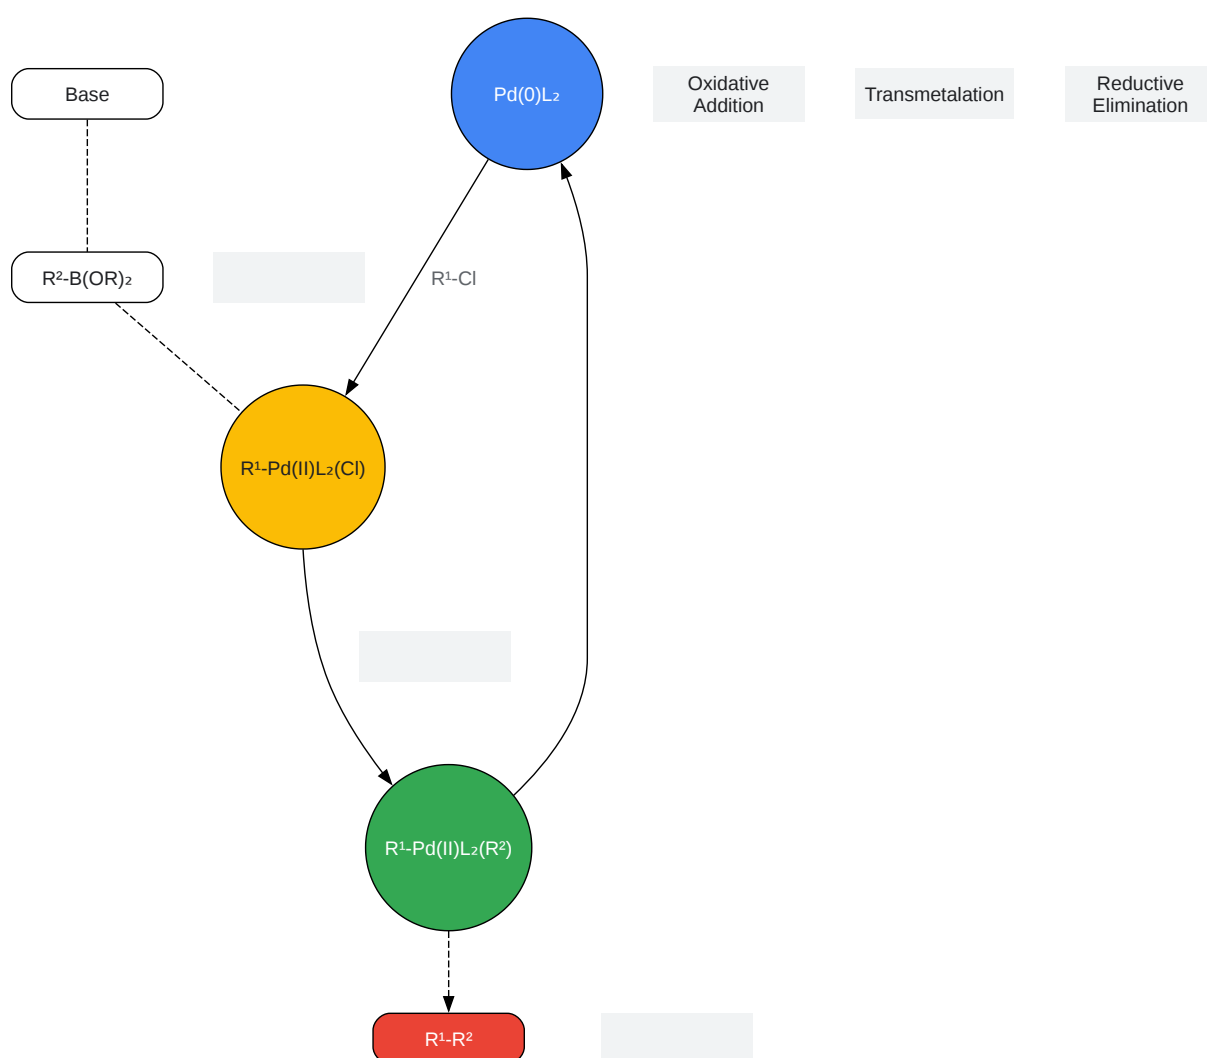 Base
Pd(0)L₂
Oxidative
Addition
Transmetalation
Reductive
Elimination
R²-B(OR)₂
R¹-Cl
R¹-Pd(II)L₂(Cl)
R¹-Pd(II)L₂(R²)
R¹-R²